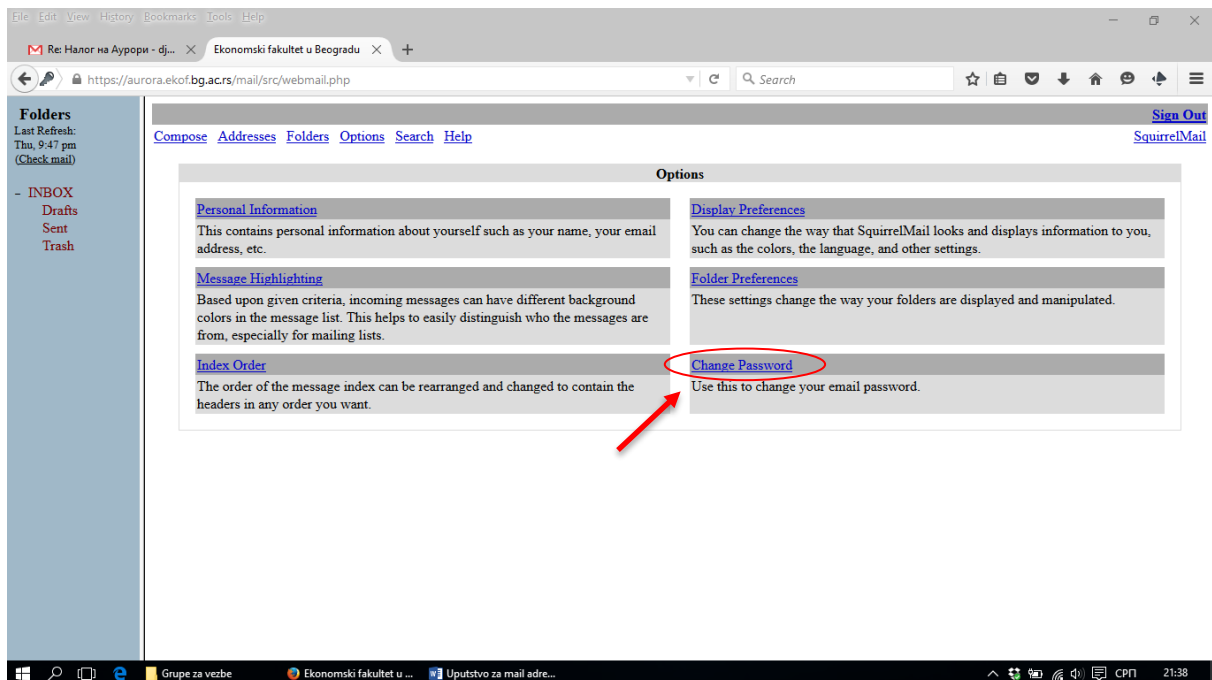 File Edit View History Bookmarks Tools Help
Re: Налог на Аурори - dj...
Ekonomski fakultet u Beogradu
https://aurora.ekof.bg.ac.rs/mail/src/webmail.php
Search
Folders
Last Refresh:
Thu, 9:47 pm
(Check mail)
- INBOX
Drafts
Sent
Trash
Sign Out
Compose Addresses Folders Options Search Help
SquirrelMail
Options
Personal Information
This contains personal information about yourself such as your name, your email
address, etc.
Display Preferences
You can change the way that SquirrelMail looks and displays information to you,
such as the colors, the language, and other settings.
Message Highlighting
Based upon given criteria, incoming messages can have different background
colors in the message list. This helps to easily distinguish who the messages are
from, especially for mailing lists.
Folder Preferences
These settings change the way your folders are displayed and manipulated.
Index Order
The order of the message index can be rearranged and changed to contain the
headers in any order you want.
Change Password
Use this to change your email password.
Grupe za vezbe
Ekonomski fakultet u ...
Uputstvo za mail adre...
СРП
21:38